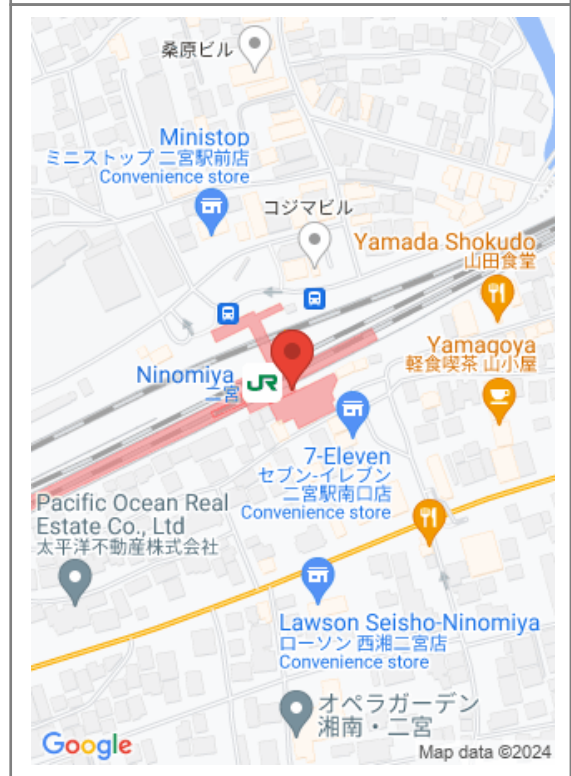 桑原ビル
Ministop
ミニストップ 二宮駅前店
Convenience store
コジマビル
Yamada Shokudo
山田食堂
Yamagoya
軽食喫茶 山小屋
Ninomiya
二宮
JR
7-Eleven
セブン-イレブン
二宮駅南口店
Convenience store
Pacific Ocean Real
Estate Co., Ltd
太平洋不動産株式会社
Lawson Seisho-Ninomiya
ローソン 西湘二宮店
Convenience store
オペラガーデン
湘南・二宮
Google
Map data ©2024